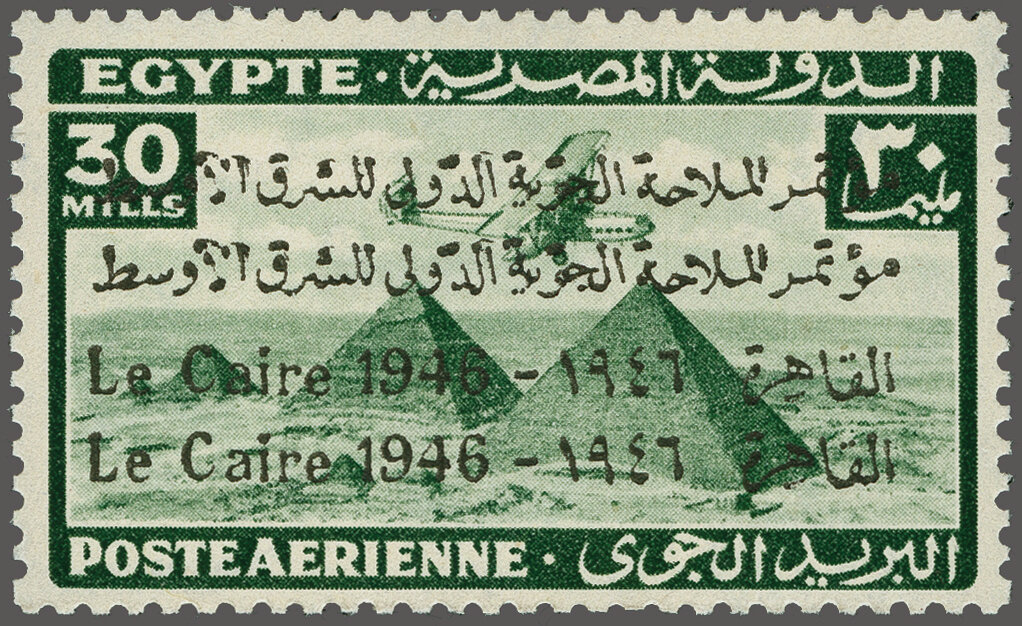 EGYPTE · الدولة المصرية
30 ٣٠
MILLS مليما
مؤتمر الملاحة الجوية الدولى للشرق الأوسط
مؤتمر الملاحة الجوية الدولى للشرق الأوسط
Le Caire 1946 - ١٩٤٦ القاهرة
Le Caire 1946 - ١٩٤٦ القاهرة
POSTE AERIENNE · البريد الجوى